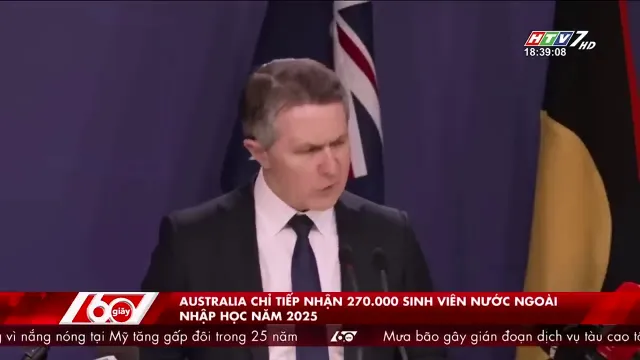 HTV7 HD
18:39:08
AUSTRALIA CHỈ TIẾP NHẬN 270.000 SINH VIÊN NƯỚC NGOÀI
NHẬP HỌC NĂM 2025
60 giây
vì nắng nóng tại Mỹ tăng gấp đôi trong 25 năm 60 Mưa bão gây gián đoạn dịch vụ tàu cao t